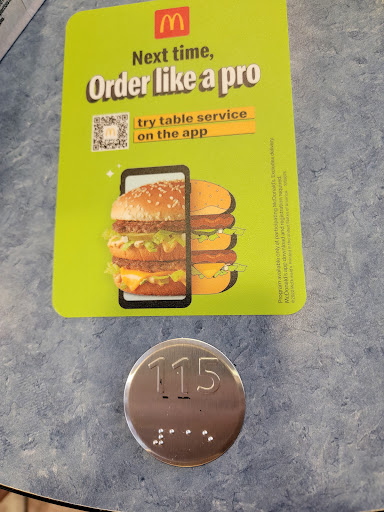 Next time,
Order like a pro
try table service
on the app
115